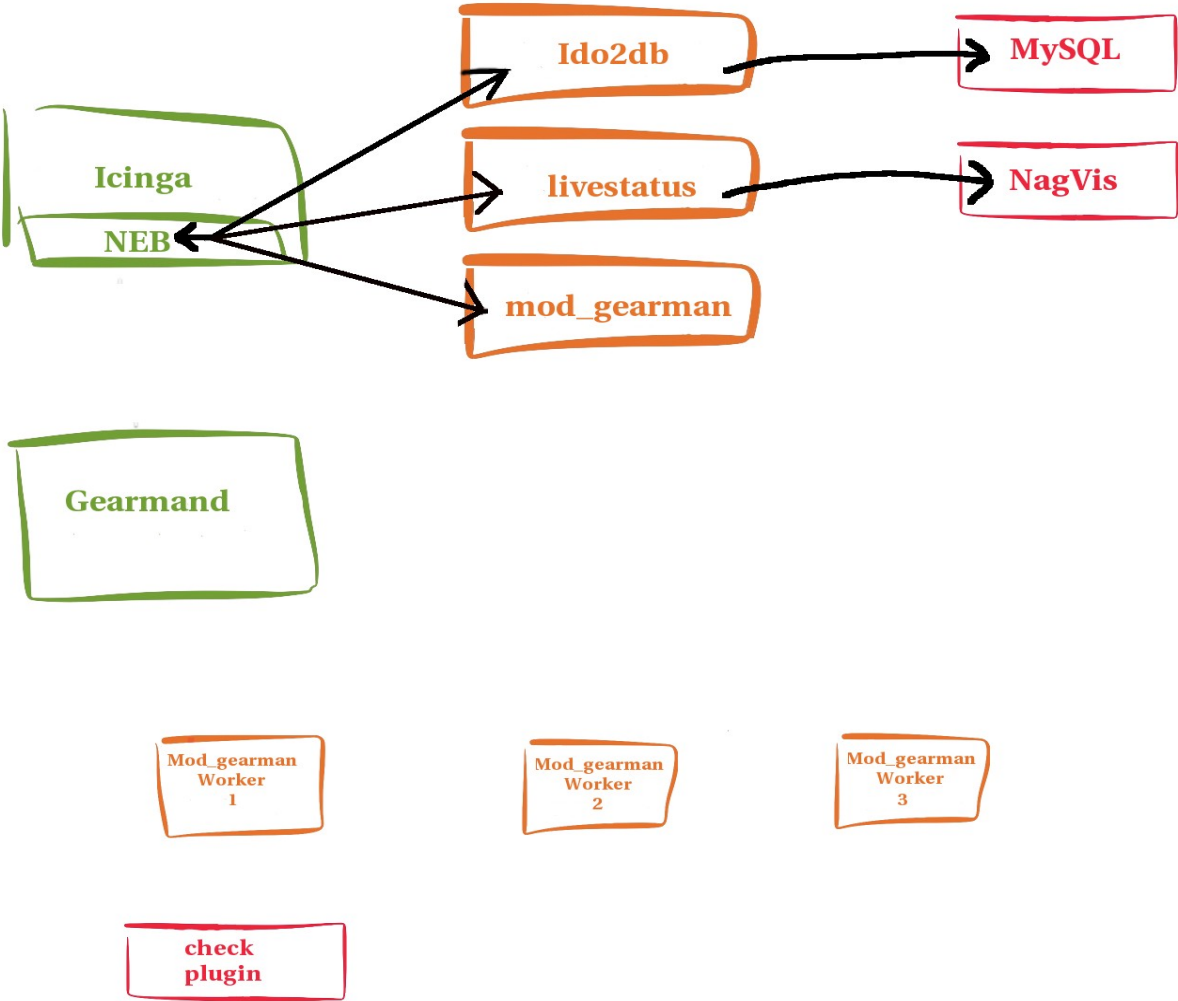 Ido2db
MySQL
Icinga
livestatus
NagVis
NEB
mod_gearman
Gearmand
Mod_gearman
Worker
1
Mod_gearman
Worker
2
Mod_gearman
Worker
3
check
plugin